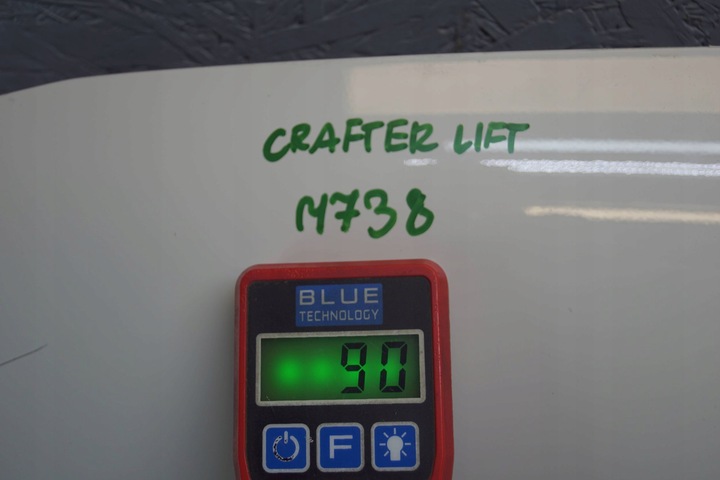 CRAFTER LIFT
M738
BLUE
TECHNOLOGY
90
F